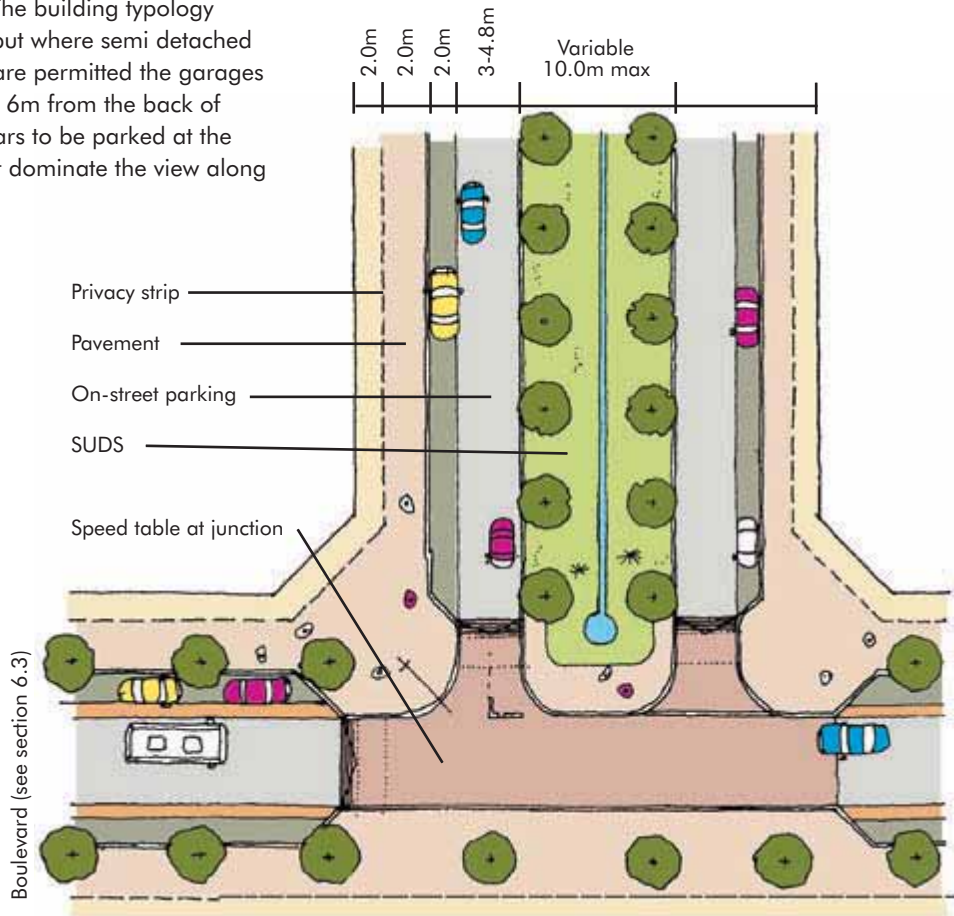 The building typology
out where semi detached
are permitted the garages
6m from the back of
ars to be parked at the
t dominate the view along
2.0m
2.0m
2.0m
3-4.8m
Variable
10.0m max
Privacy strip
Pavement
On-street parking
SUDS
Speed table at junction
Boulevard (see section 6.3)